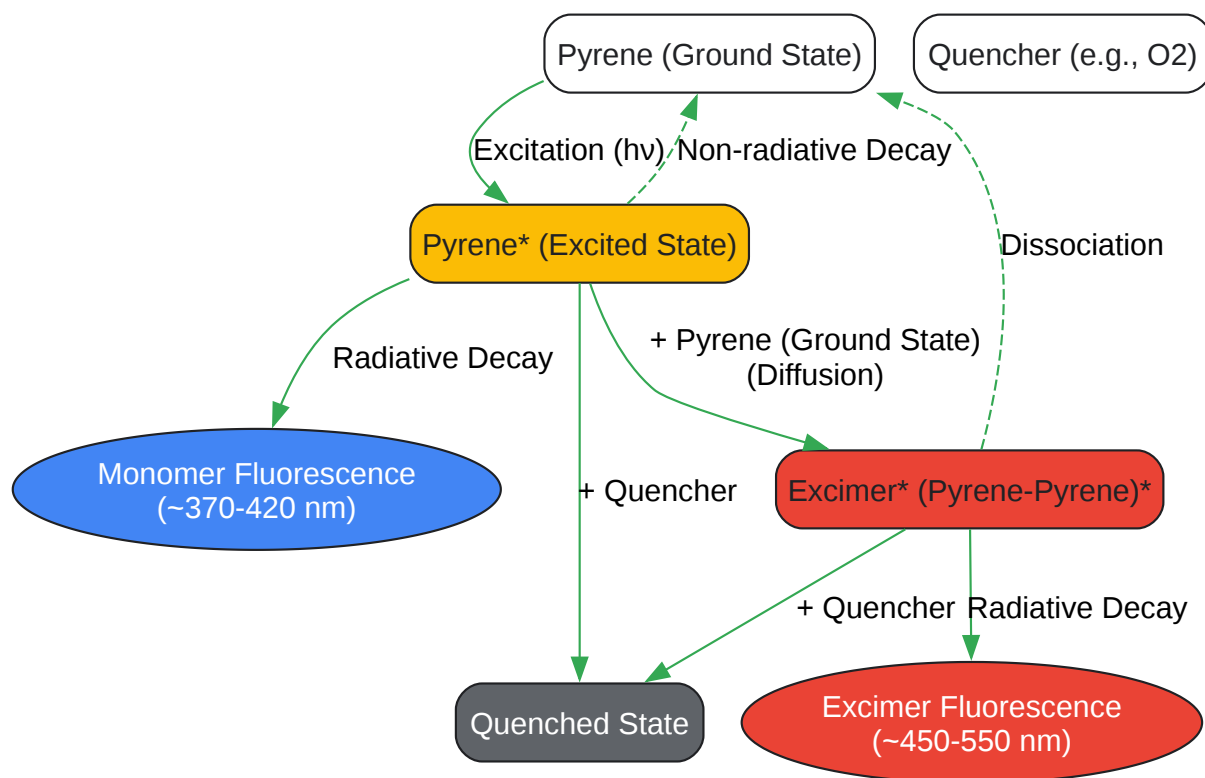 Pyrene (Ground State)
Quencher (e.g., O2)
Excitation (hν)
Non-radiative Decay
Pyrene* (Excited State)
Dissociation
Radiative Decay
+ Pyrene (Ground State)
(Diffusion)
Monomer Fluorescence
(~370-420 nm)
+ Quencher
Excimer* (Pyrene-Pyrene)*
+ Quencher
Radiative Decay
Quenched State
Excimer Fluorescence
(~450-550 nm)